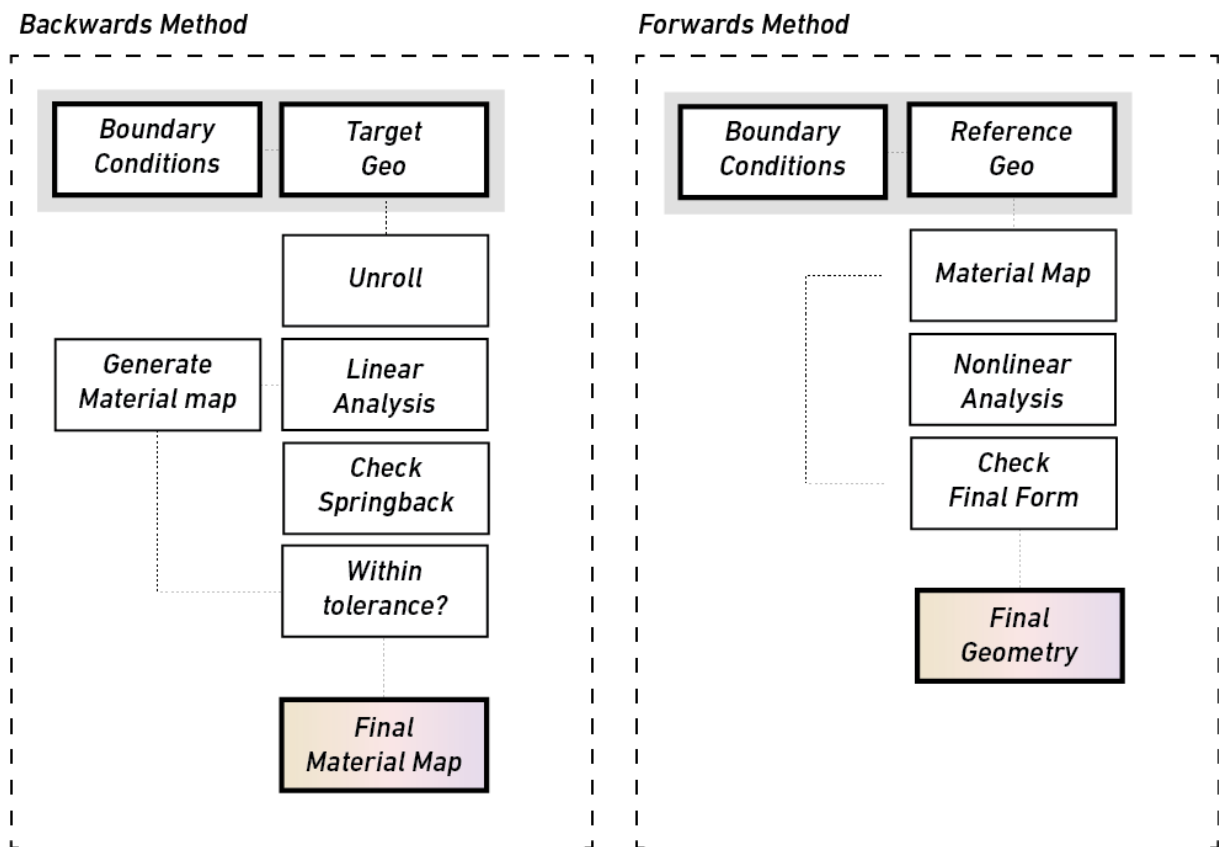 Backwards Method
Boundary
Conditions
Target
Geo
Unroll
Generate
Material map
Linear
Analysis
Check
Springback
Within
tolerance?
Final
Material Map
Forwards Method
Boundary
Conditions
Reference
Geo
Material Map
Nonlinear
Analysis
Check
Final Form
Final
Geometry